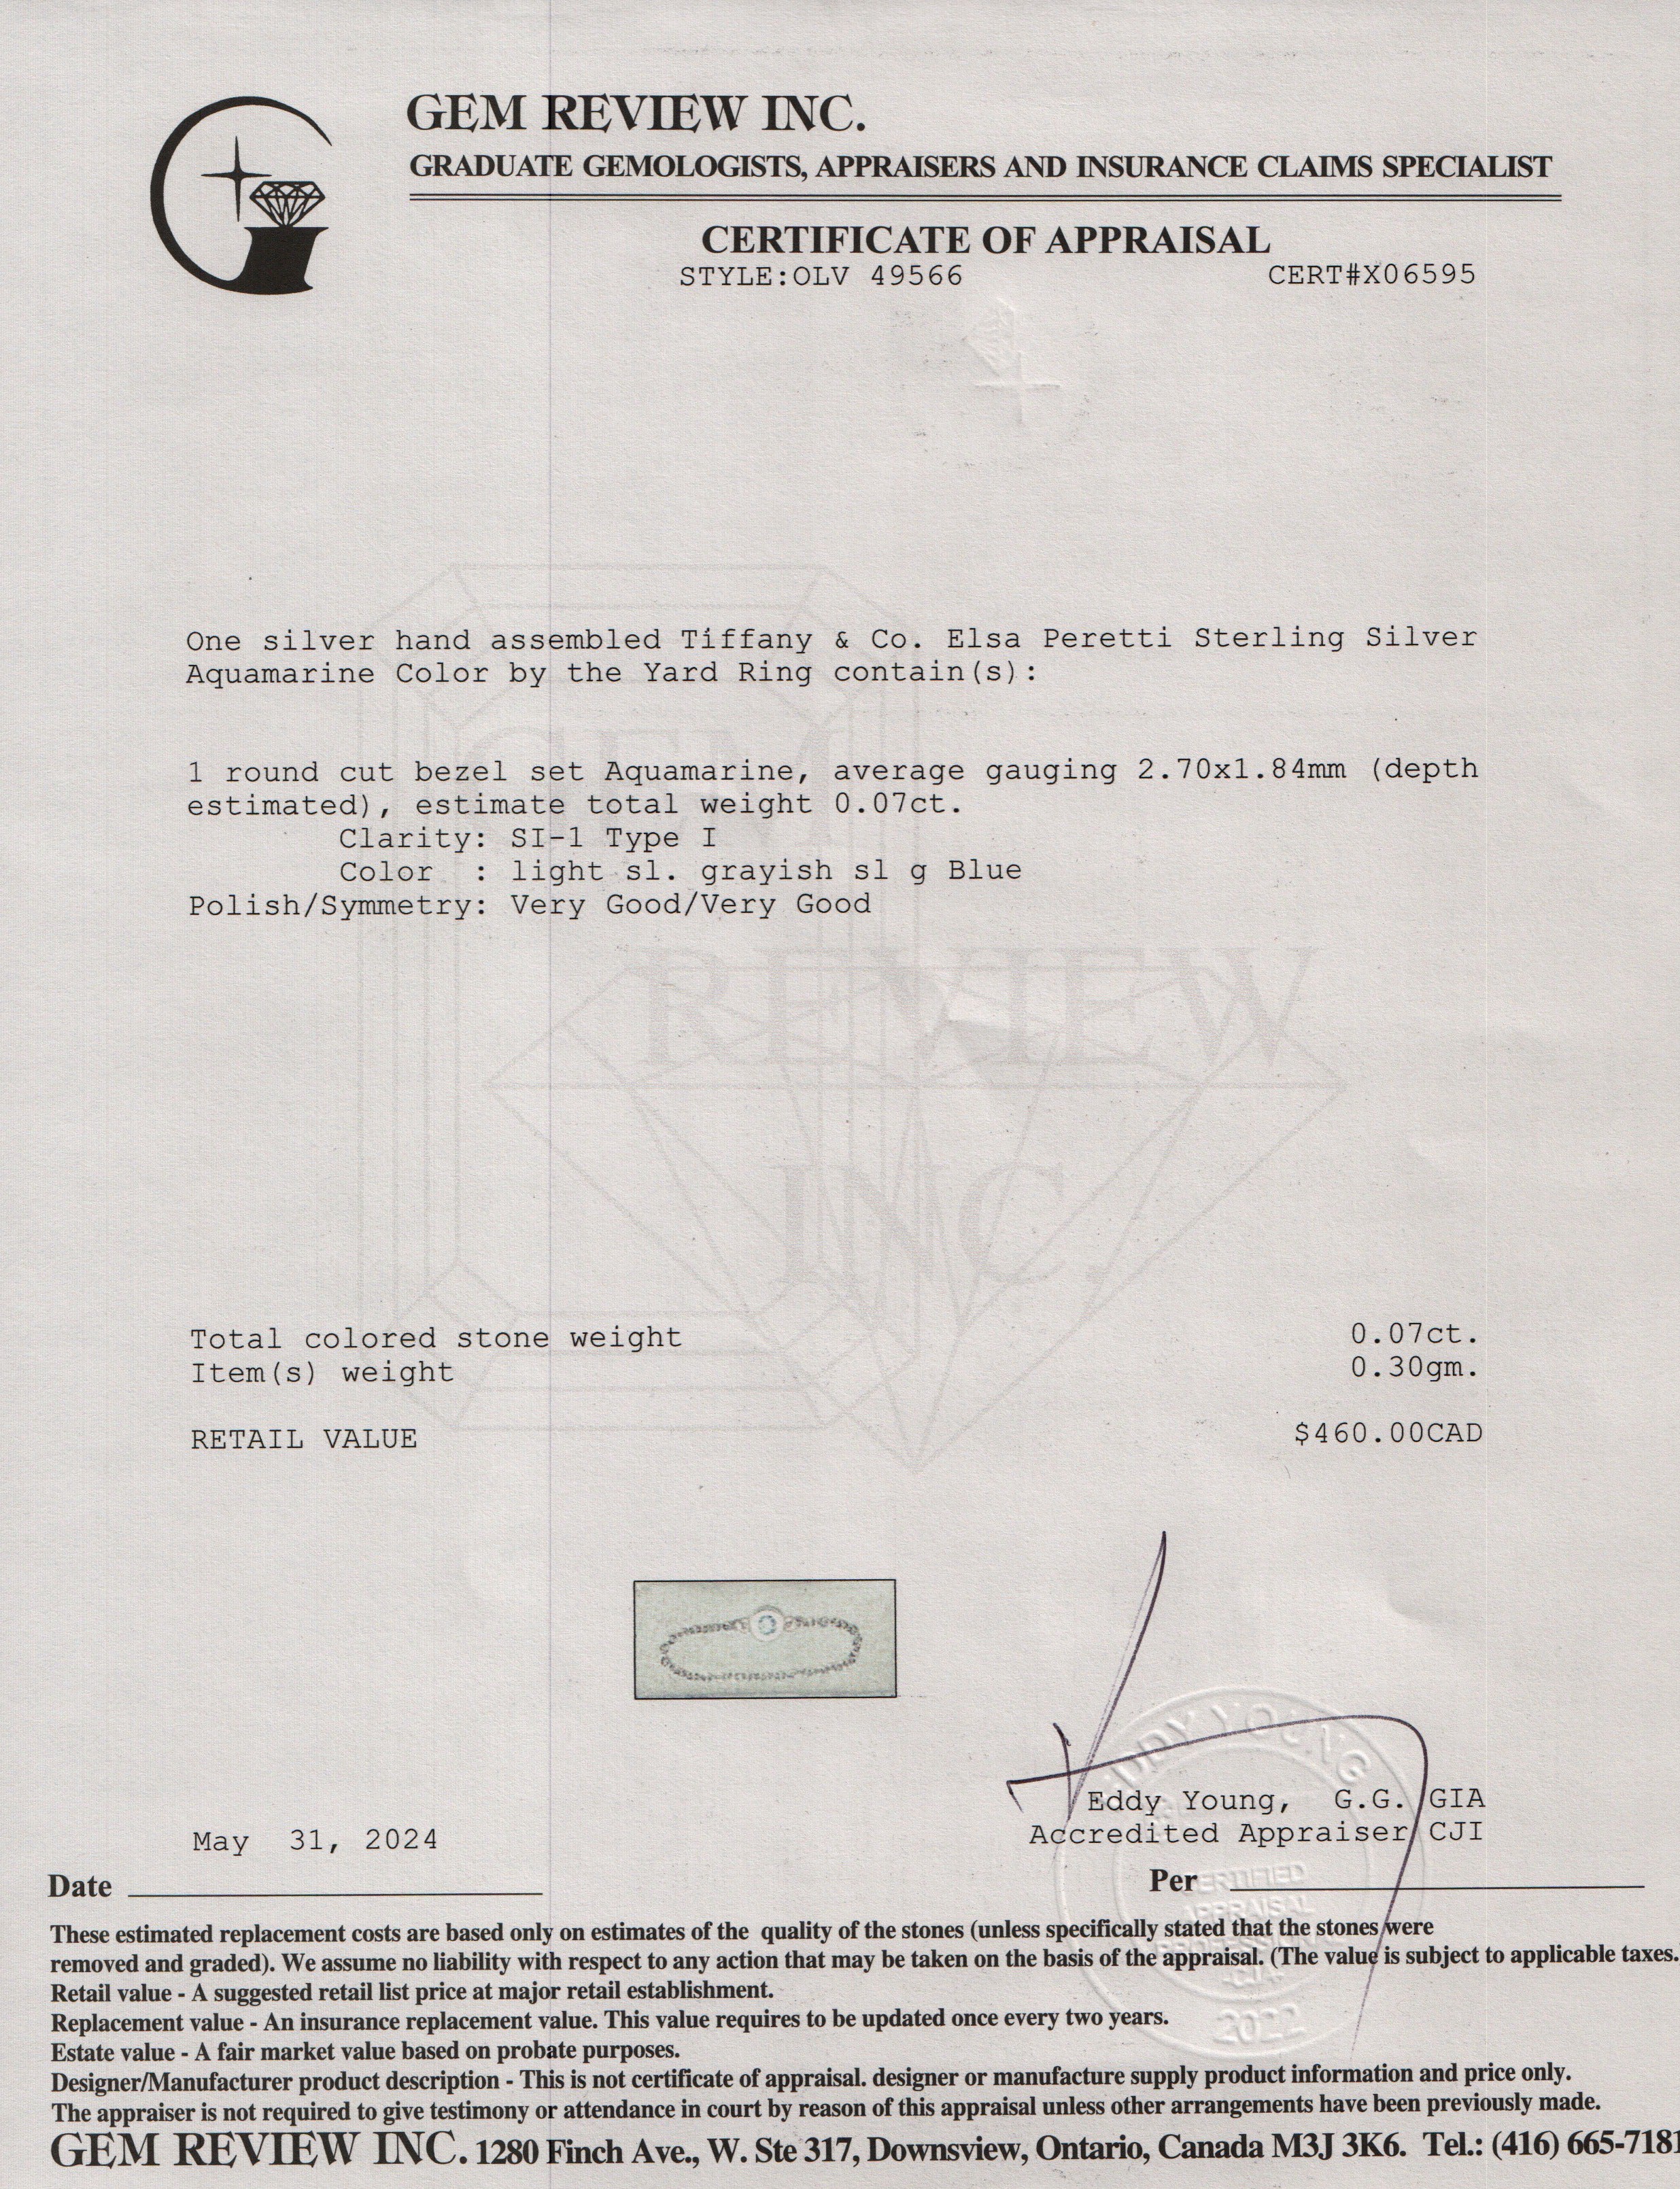 GEM REVIEW INC.
GRADUATE GEMOLOGISTS, APPRAISERS AND INSURANCE CLAIMS SPECIALIST
CERTIFICATE OF APPRAISAL
STYLE:OLV 49566 CERT#X06595
One silver hand assembled Tiffany & Co. Elsa Peretti Sterling Silver
Aquamarine Color by the Yard Ring contain(s):
1 round cut bezel set Aquamarine, average gauging 2.70x1.84mm (depth
estimated), estimate total weight 0.07ct.
Clarity: SI-1 Type I
Color : light sl. grayish sl g Blue
Polish/Symmetry: Very Good/Very Good
GEM
REVIEW
INC.
Total colored stone weight 0.07ct.
Item(s) weight 0.30gm.
RETAIL VALUE $460.00CAD
EDDY YOUNG
Eddy Young, G.G. GIA
Accredited Appraiser CJI
May 31, 2024
Date
Per
CERTIFIED
APPRAISAL
PROFESSIONAL
CJA
2022
These estimated replacement costs are based only on estimates of the quality of the stones (unless specifically stated that the stones were
removed and graded). We assume no liability with respect to any action that may be taken on the basis of the appraisal. (The value is subject to applicable taxes.
Retail value - A suggested retail list price at major retail establishment.
Replacement value - An insurance replacement value. This value requires to be updated once every two years.
Estate value - A fair market value based on probate purposes.
Designer/Manufacturer product description - This is not certificate of appraisal. designer or manufacture supply product information and price only.
The appraiser is not required to give testimony or attendance in court by reason of this appraisal unless other arrangements have been previously made.
GEM REVIEW INC. 1280 Finch Ave., W. Ste 317, Downsview, Ontario, Canada M3J 3K6. Tel.: (416) 665-7181